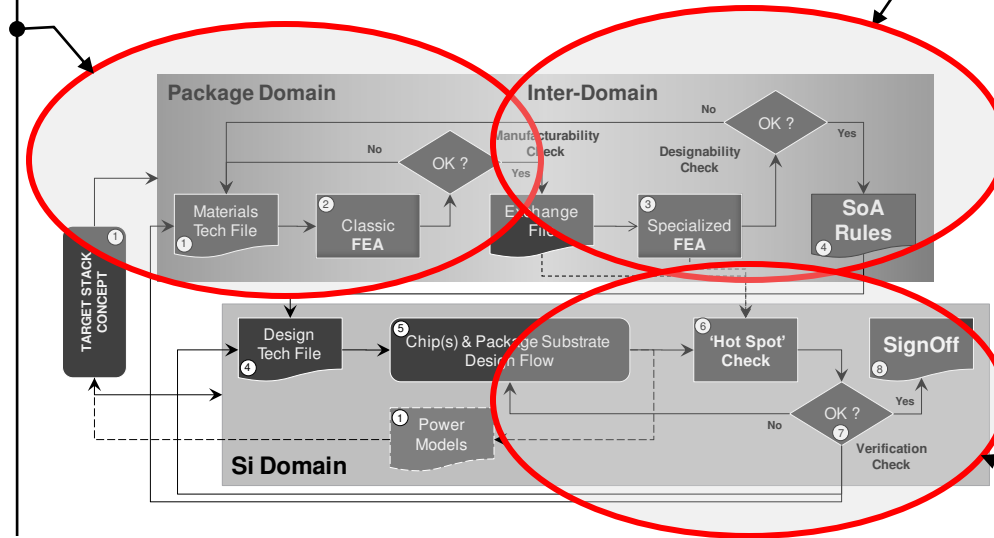 Package Domain
Inter-Domain
No
Yes
OK ?
Manufacturability
Check
Designability
Check
No
OK ?
Yes
Materials
Tech File
1
2
Classic
FEA
Exchange
File
3
Specialized
FEA
SoA
Rules
4
1
TARGET STACK
CONCEPT
Design
Tech File
4
5
Chip(s) & Package Substrate
Design Flow
6
'Hot Spot'
Check
SignOff
8
1
Power
Models
No
OK ?
7
Yes
Verification
Check
Si Domain